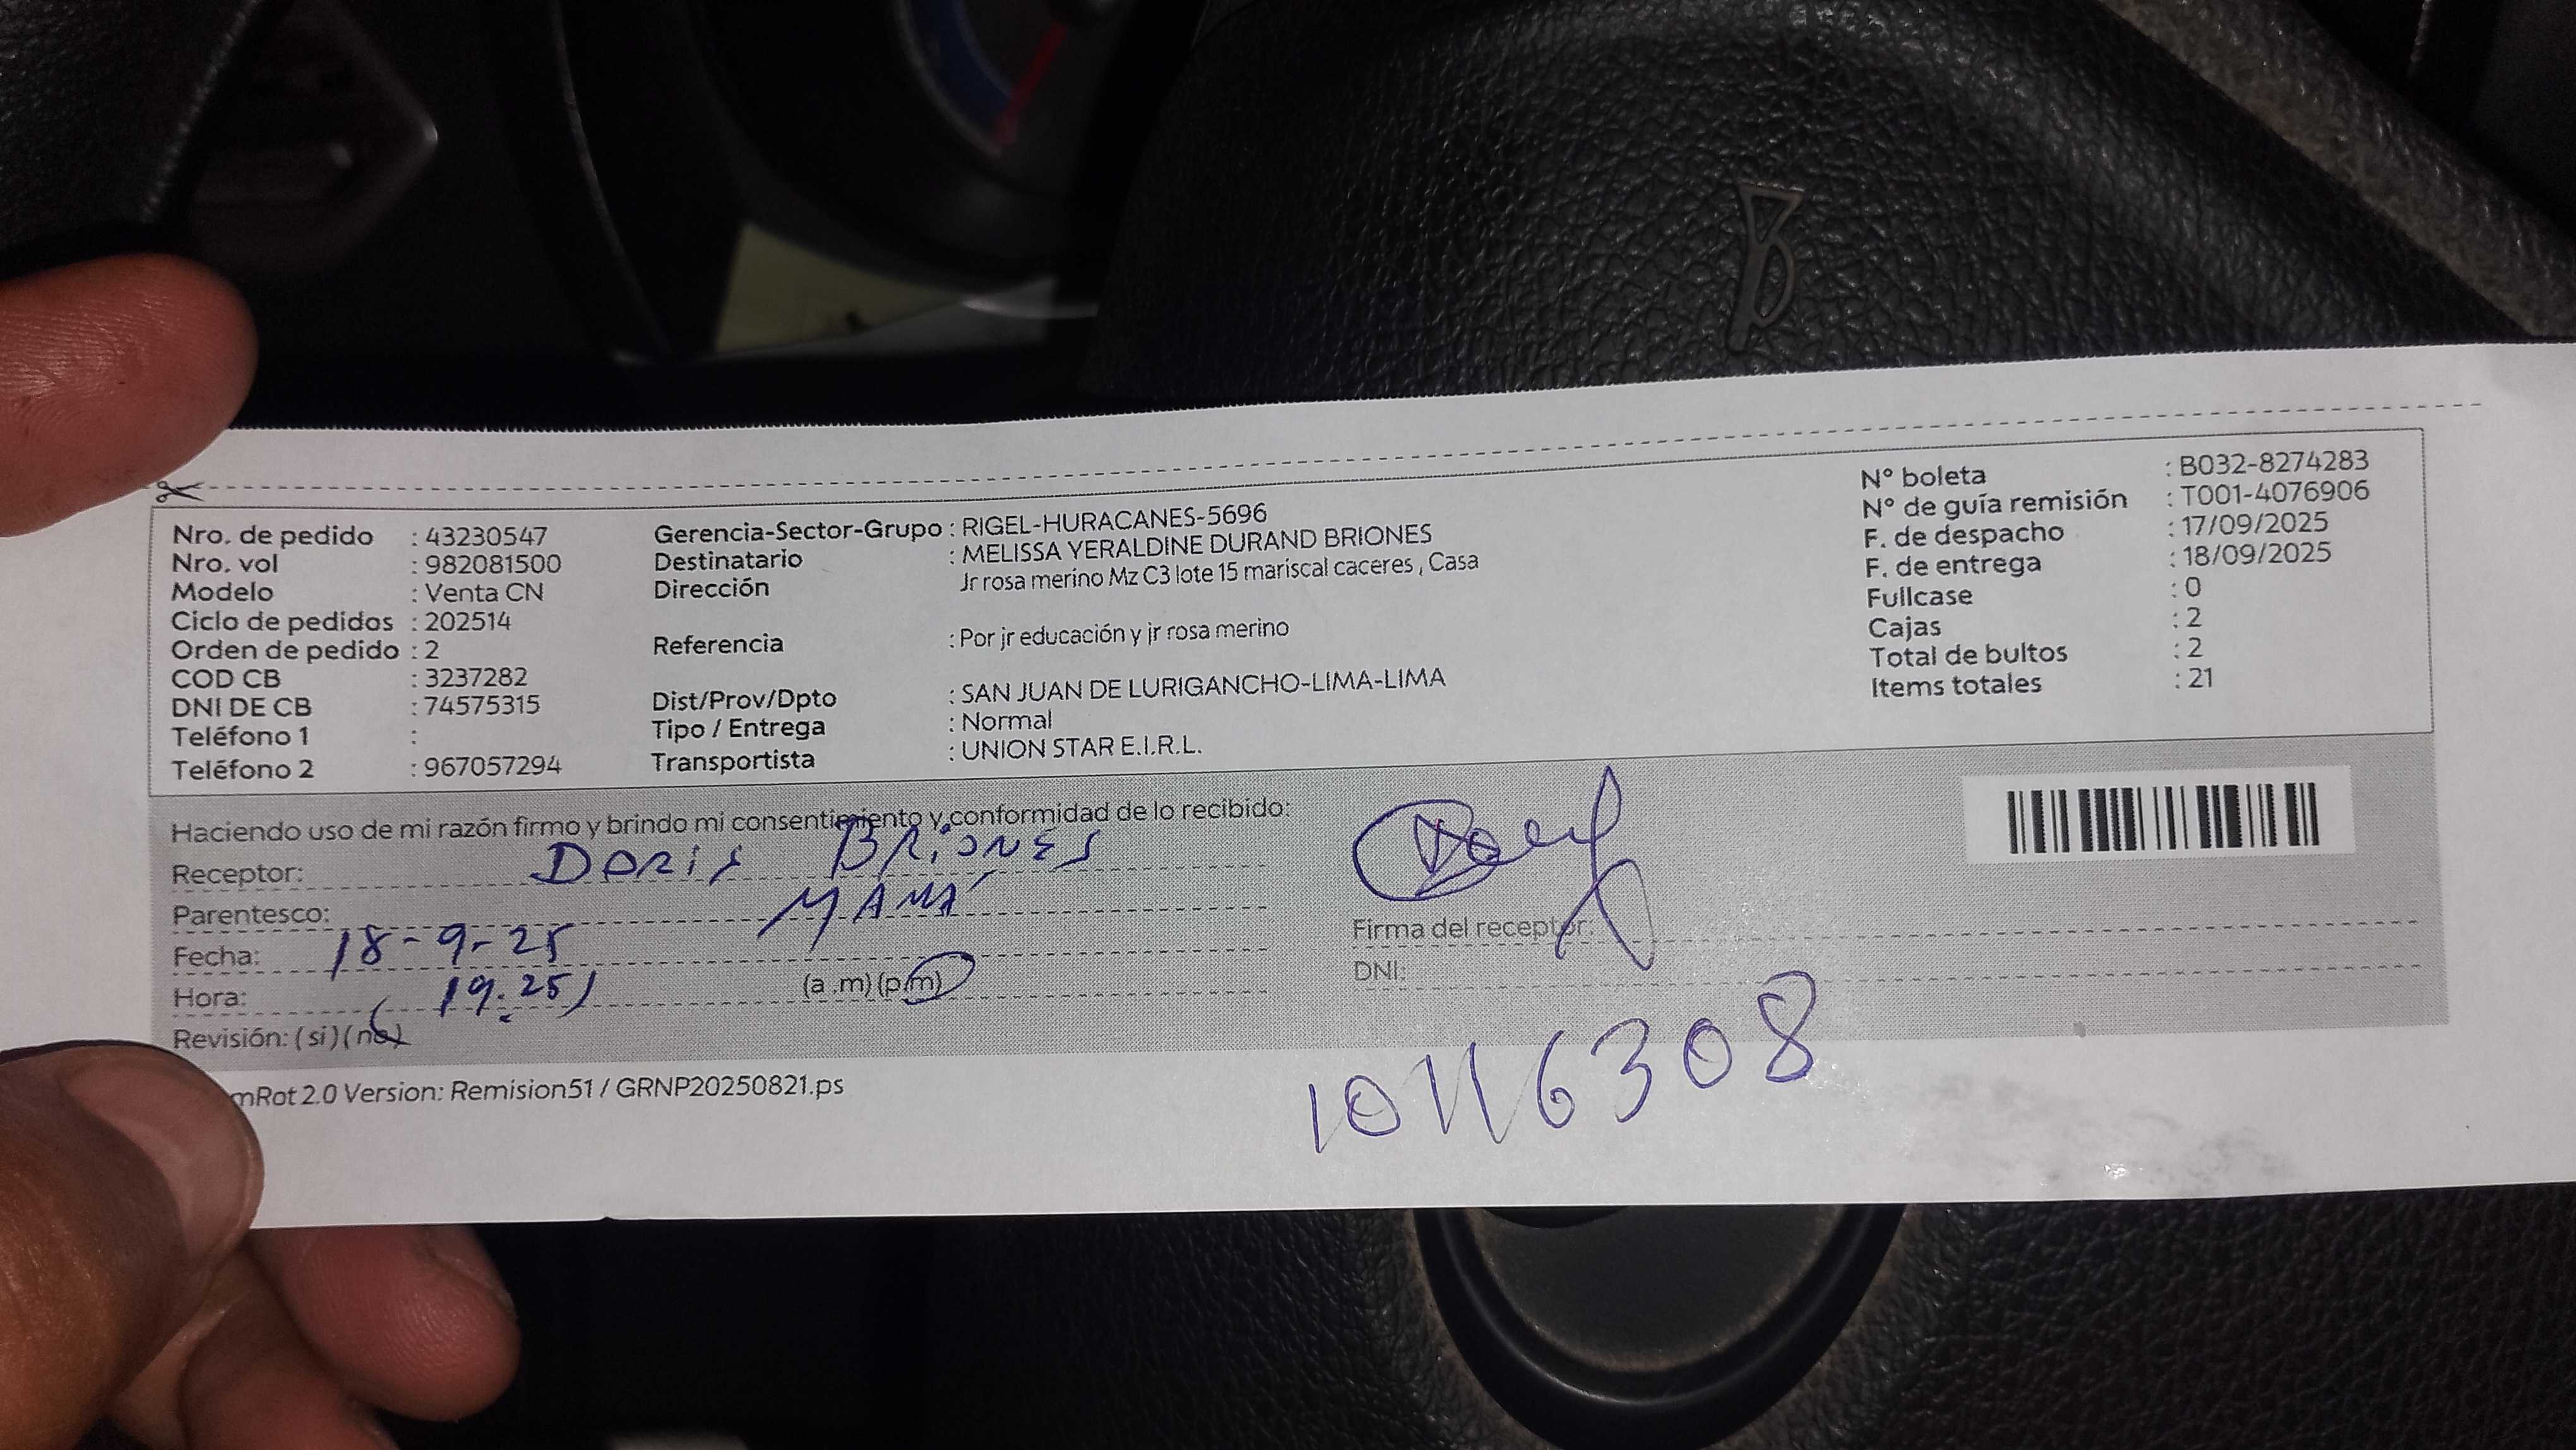 Nro. de pedido : 43230547
Nro. vol : 982081500
Modelo : Venta CN
Ciclo de pedidos : 202514
Orden de pedido : 2
COD CB : 3237282
DNI DE CB : 74575315
Teléfono 1 :
Teléfono 2 : 967057294
Gerencia-Sector-Grupo : RIGEL-HURACANES-5696
Destinatario : MELISSA YERALDINE DURAND BRIONES
Dirección Jr rosa merino Mz C3 lote 15 mariscal caceres , Casa
Referencia : Por jr educación y jr rosa merino
Dist/Prov/Dpto : SAN JUAN DE LURIGANCHO-LIMA-LIMA
Tipo / Entrega : Normal
Transportista : UNION STAR E.I.R.L.
N° boleta : B032-8274283
N° de guía remisión : T001-4076906
F. de despacho : 17/09/2025
F. de entrega : 18/09/2025
Fullcase : 0
Cajas : 2
Total de bultos : 2
Items totales : 21
Haciendo uso de mi razón firmo y brindo mi consentimiento y conformidad de lo recibido:
Receptor: DORIS BRIONES
Parentesco: MAMÁ
Fecha: 18-9-25
Hora: 19:25 (a .m) (p.m)
Revisión: (si) (no)
Firma del receptor:
DNI:
10116308
mRot 2.0 Version: Remision51 / GRNP20250821.ps